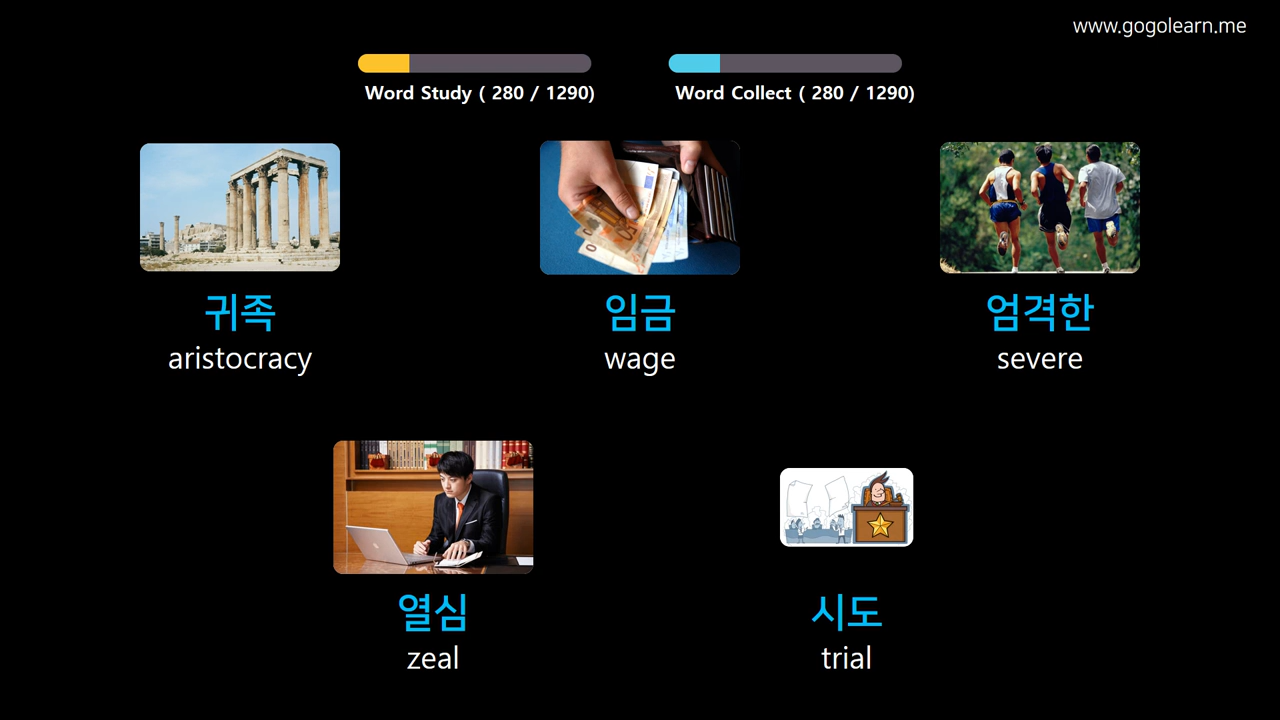 www.gogolearn.me
Word Study ( 280 / 1290)
Word Collect ( 280 / 1290)
귀족
aristocracy
임금
wage
엄격한
severe
열심
zeal
시도
trial